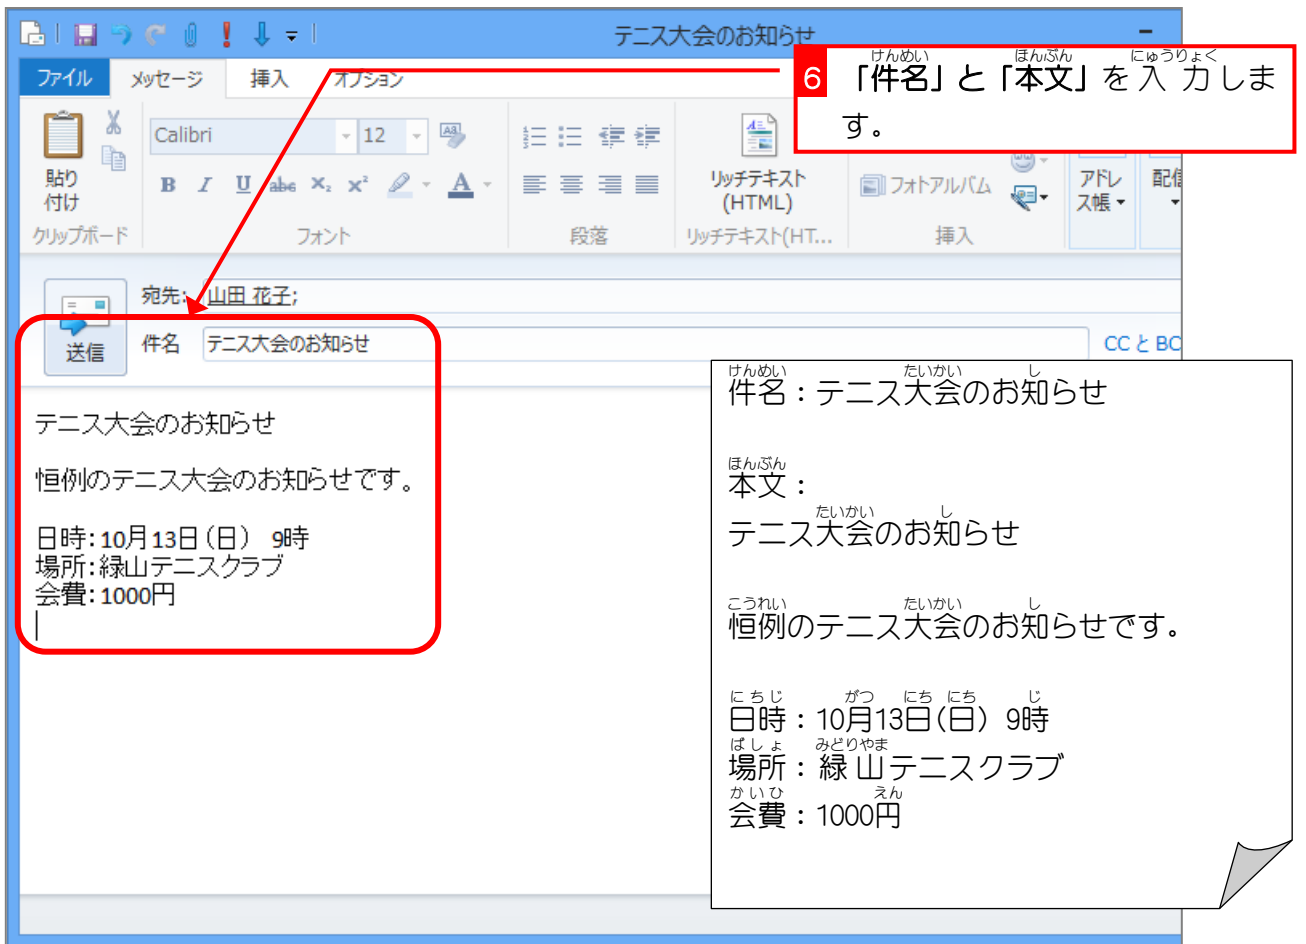 テニス大会のお知らせ
ファイル メッセージ 挿入 オプション
6 「件名」と「本文」を入力しま
す。
けんめい ほんぶん にゅうりょく
Calibri 12
貼り付け
B I U abc X₂ X² A
リッチテキスト
(HTML)
フォトアルバム
アドレ
ス帳
配信
クリップボード フォント 段落 リッチテキスト(HT... 挿入
宛先: 山田 花子;
送信
件名 テニス大会のお知らせ
CC と BC
テニス大会のお知らせ
恒例のテニス大会のお知らせです。
日時:10月13日(日) 9時
場所:緑山テニスクラブ
会費:1000円
けんめい たいかい し
件名:テニス大会のお知らせ
ほんぶん
本文:
たいかい し
テニス大会のお知らせ
こうれい たいかい し
恒例のテニス大会のお知らせです。
にちじ がつ にち にち じ
日時:10月13日(日) 9時
ばしょ みどりやま
場所:緑山テニスクラブ
かいひ えん
会費:1000円